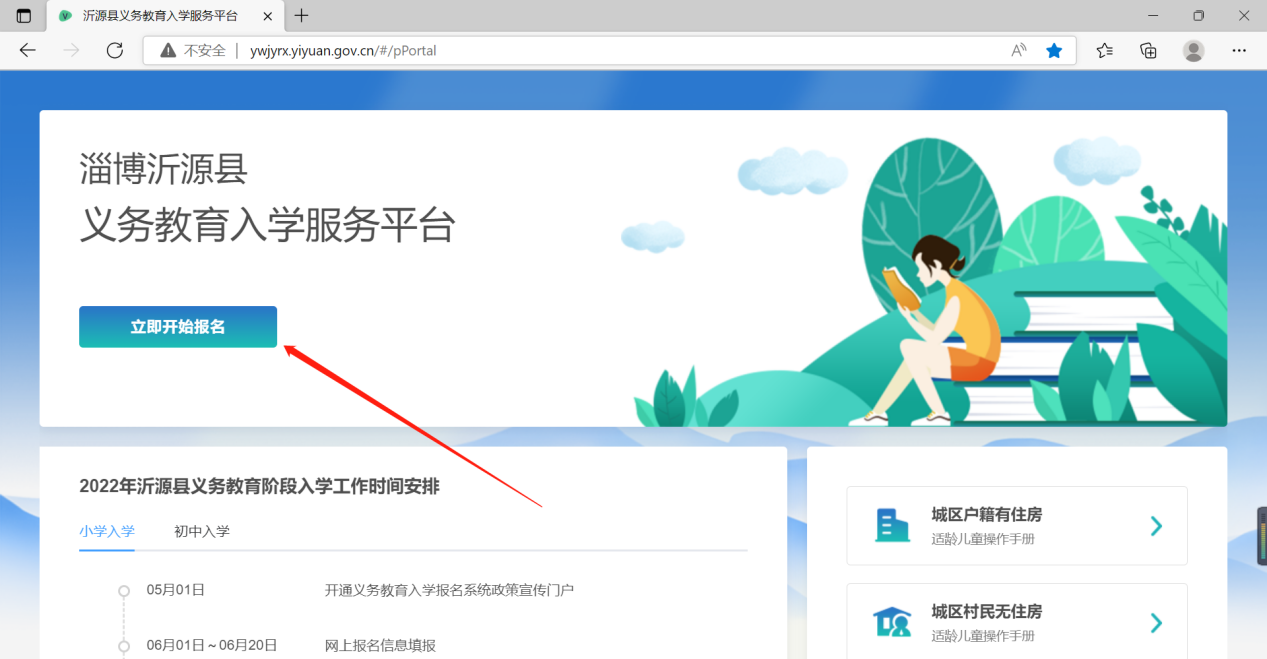 沂源县义务教育入学服务平台
不安全
ywjyrx.yiyuan.gov.cn/#/pPortal
淄博沂源县
义务教育入学服务平台
立即开始报名
2022年沂源县义务教育阶段入学工作时间安排
小学入学 初中入学
05月01日 开通义务教育入学报名系统政策宣传门户
06月01日～06月20日 网上报名信息填报
城区户籍有住房
适龄儿童操作手册
城区村民无住房
适龄儿童操作手册